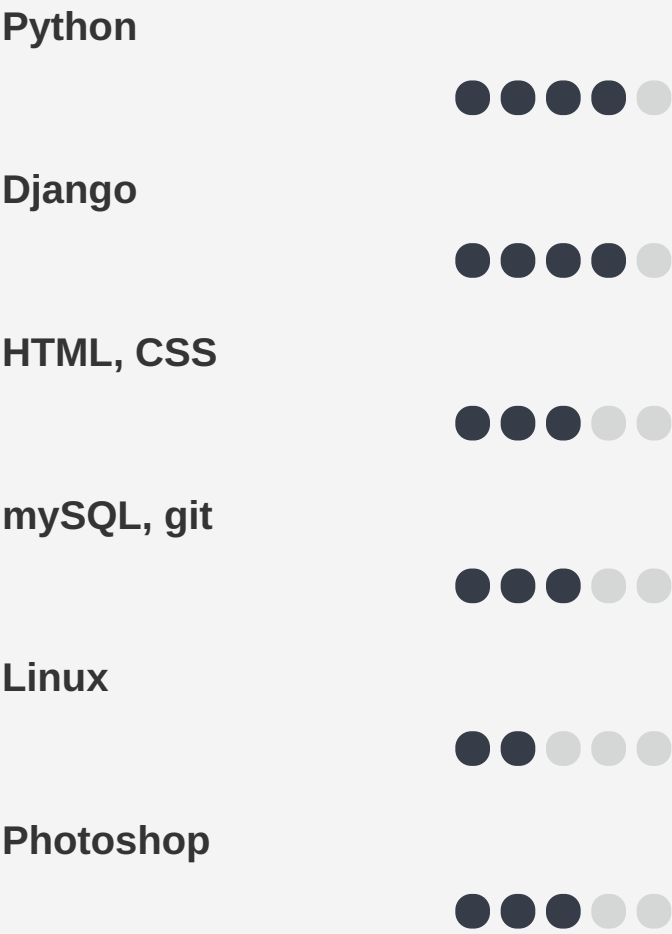 Python
Django
HTML, CSS
mySQL, git
Linux
Photoshop